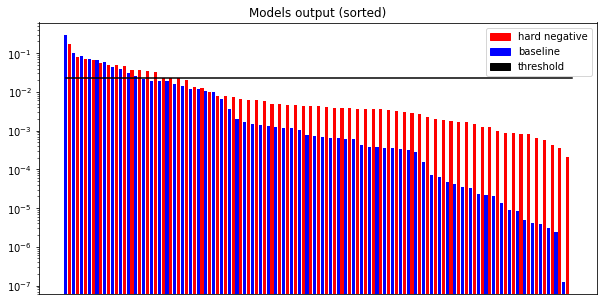 Models output (sorted)
hard negative
baseline
threshold
10⁻¹
10⁻²
10⁻³
10⁻⁴
10⁻⁵
10⁻⁶
10⁻⁷